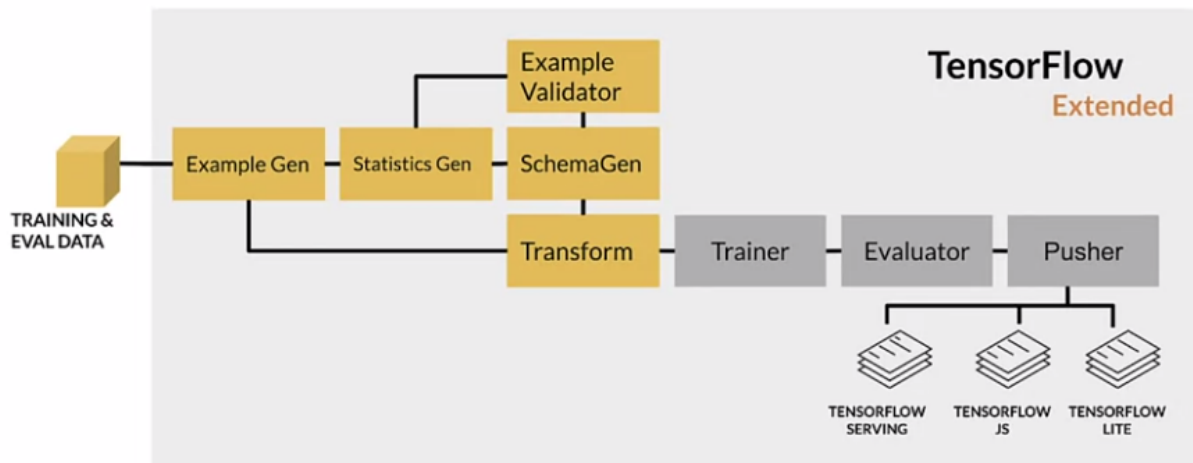 TensorFlow
Extended
Example
Validator
Example Gen
Statistics Gen
SchemaGen
TRAINING &
EVAL DATA
Transform
Trainer
Evaluator
Pusher
TENSORFLOW
SERVING
TENSORFLOW
JS
TENSORFLOW
LITE